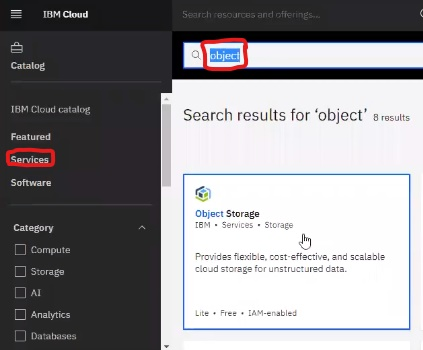 IBM Cloud
Search resources and offerings...
Catalog
object
IBM Cloud catalog
Featured
Services
Software
Category
Compute
Storage
AI
Analytics
Databases
Search results for ‘object’ 8 results
Object Storage
IBM • Services • Storage
Provides flexible, cost-effective, and scalable
cloud storage for unstructured data.
Lite • Free • IAM-enabled